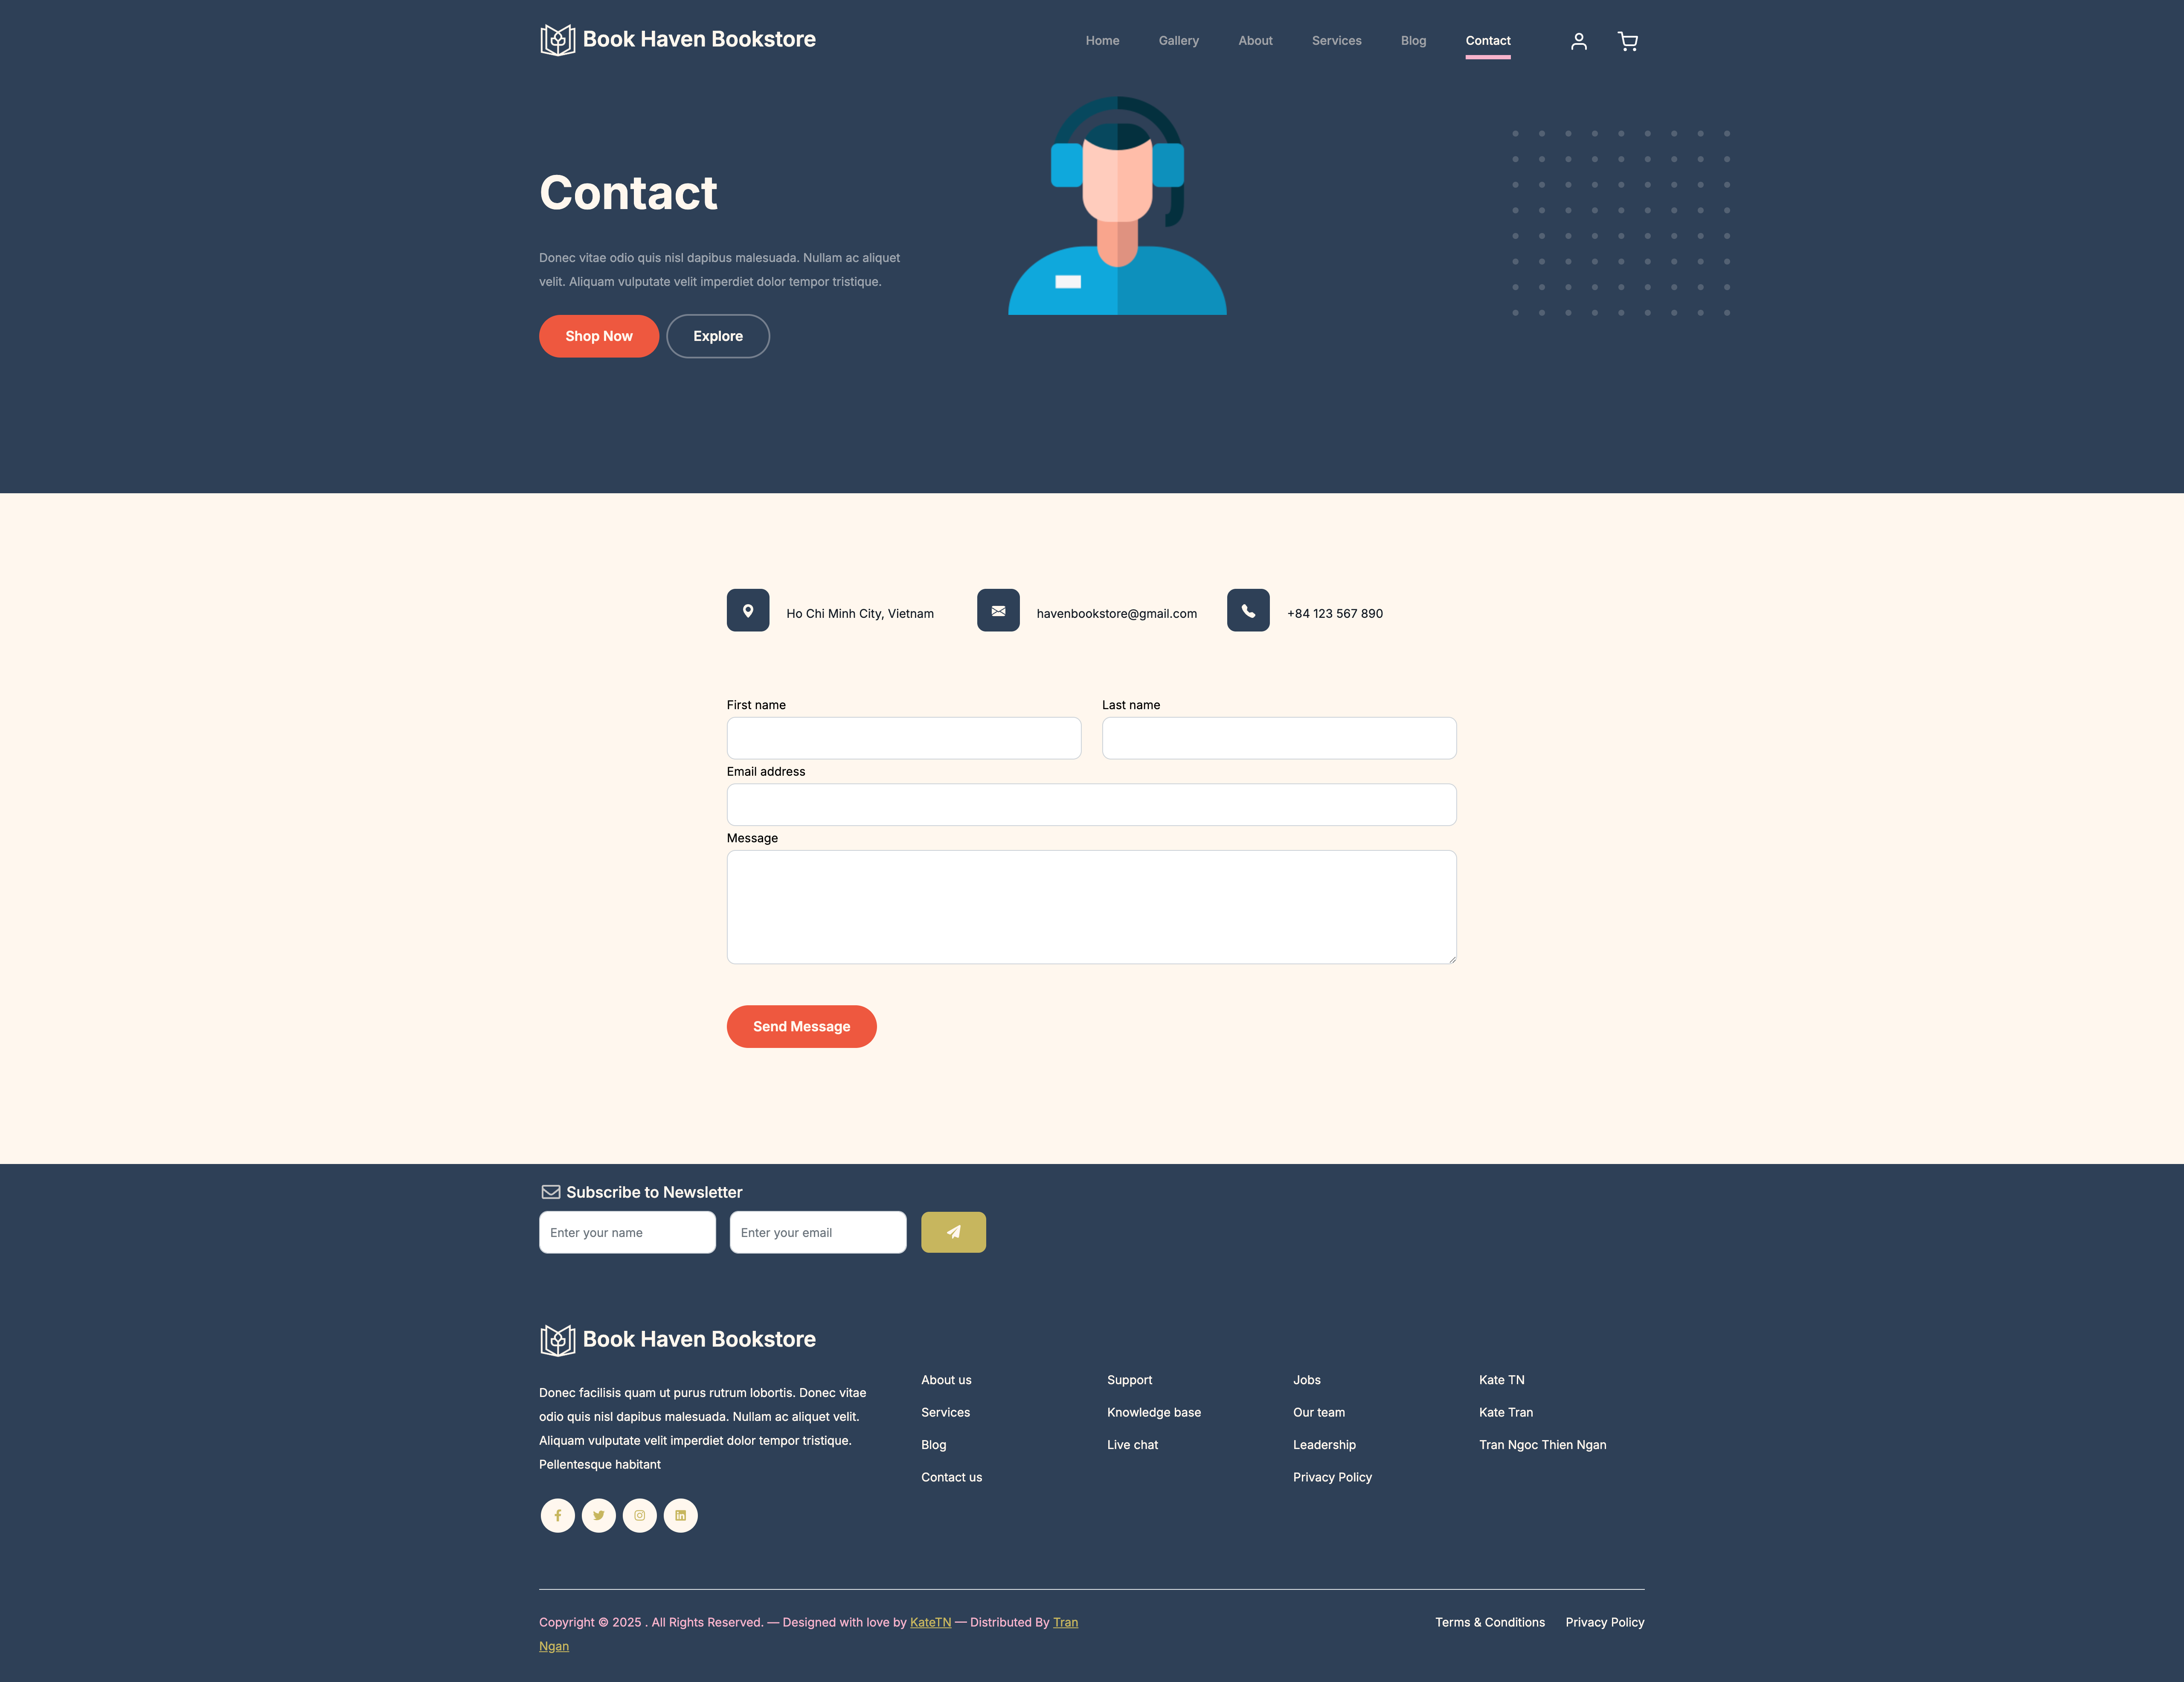 Book Haven Bookstore
Home
Gallery
About
Services
Blog
Contact
Contact
Donec vitae odio quis nisl dapibus malesuada. Nullam ac aliquet
velit. Aliquam vulputate velit imperdiet dolor tempor tristique.
Shop Now
Explore
Ho Chi Minh City, Vietnam
havenbookstore@gmail.com
+84 123 567 890
First name
Last name
Email address
Message
Send Message
Subscribe to Newsletter
Enter your name
Enter your email
Book Haven Bookstore
Donec facilisis quam ut purus rutrum lobortis. Donec vitae
odio quis nisl dapibus malesuada. Nullam ac aliquet velit.
Aliquam vulputate velit imperdiet dolor tempor tristique.
Pellentesque habitant
About us
Services
Blog
Contact us
Support
Knowledge base
Live chat
Jobs
Our team
Leadership
Privacy Policy
Kate TN
Kate Tran
Tran Ngoc Thien Ngan
Copyright © 2025 . All Rights Reserved. — Designed with love by KateTN — Distributed By Tran
Ngan
Terms & Conditions
Privacy Policy